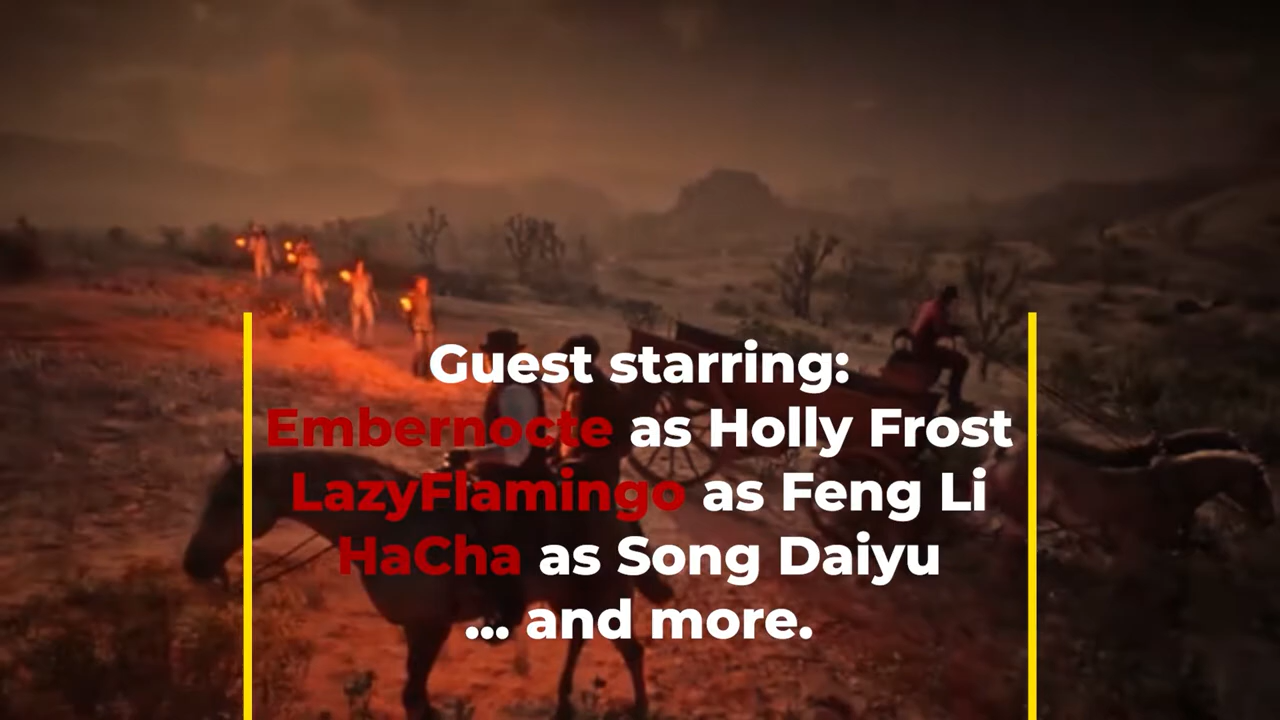 Guest starring:
Embernocte as Holly Frost
LazyFlamingo as Feng Li
HaCha as Song Daiyu
... and more.